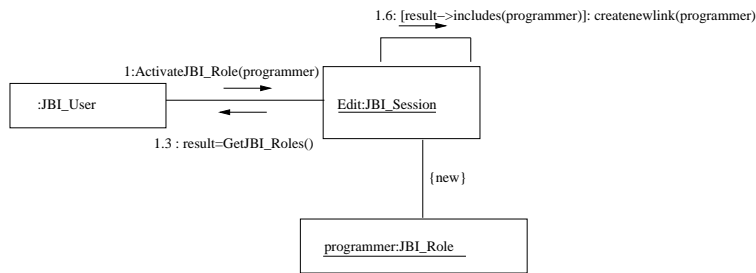 1.6: [result−>includes(programmer)]: createnewlink(programmer)
1:ActivateJBI_Role(programmer)
:JBI_User
Edit:JBI_Session
1.3 : result=GetJBI_Roles()
{new}
programmer:JBI_Role